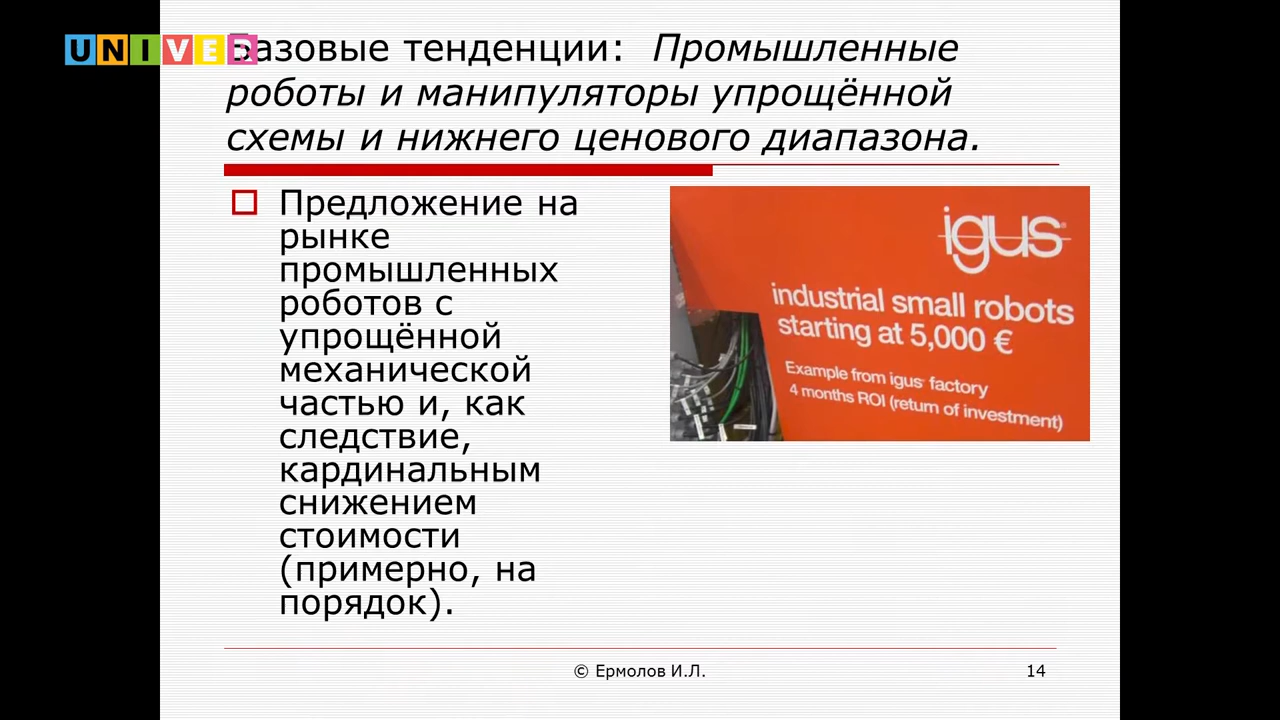 UNIVER
Базовые тенденции: Промышленные
роботы и манипуляторы упрощённой
схемы и нижнего ценового диапазона.
Предложение на
рынке
промышленных
роботов с
упрощённой
механической
частью и, как
следствие,
кардинальным
снижением
стоимости
(примерно, на
порядок).
igus®
industrial small robots
starting at 5,000 €
Example from igus® factory
4 months ROI (return of investment)
© Ермолов И.Л.
14